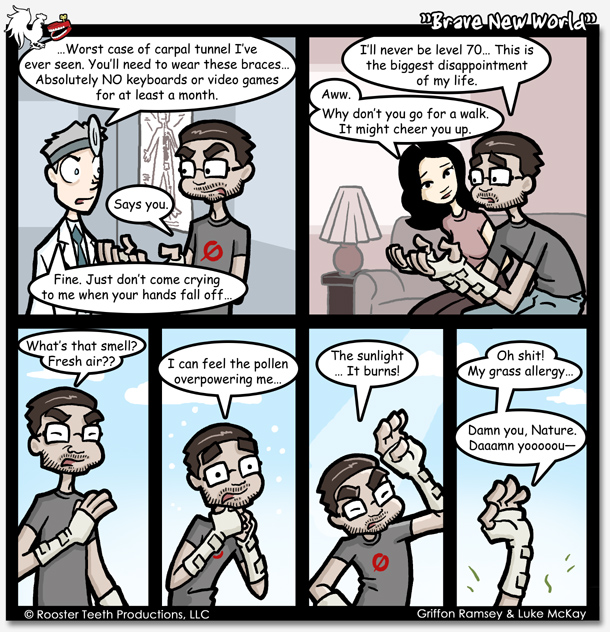 "Brave New World"
...Worst case of carpal tunnel I've
ever seen. You'll need to wear these braces...
Absolutely NO keyboards or video games
for at least a month.
Says you.
Fine. Just don't come crying
to me when your hands fall off...
I'll never be level 70... This is
the biggest disappointment
of my life.
Aww.
Why don't you go for a walk.
It might cheer you up.
What's that smell?
Fresh air??
I can feel the pollen
overpowering me...
The sunlight
... It burns!
Oh shit!
My grass allergy...
Damn you, Nature.
Daaamn yooooou—
© Rooster Teeth Productions, LLC
Griffon Ramsey & Luke McKay